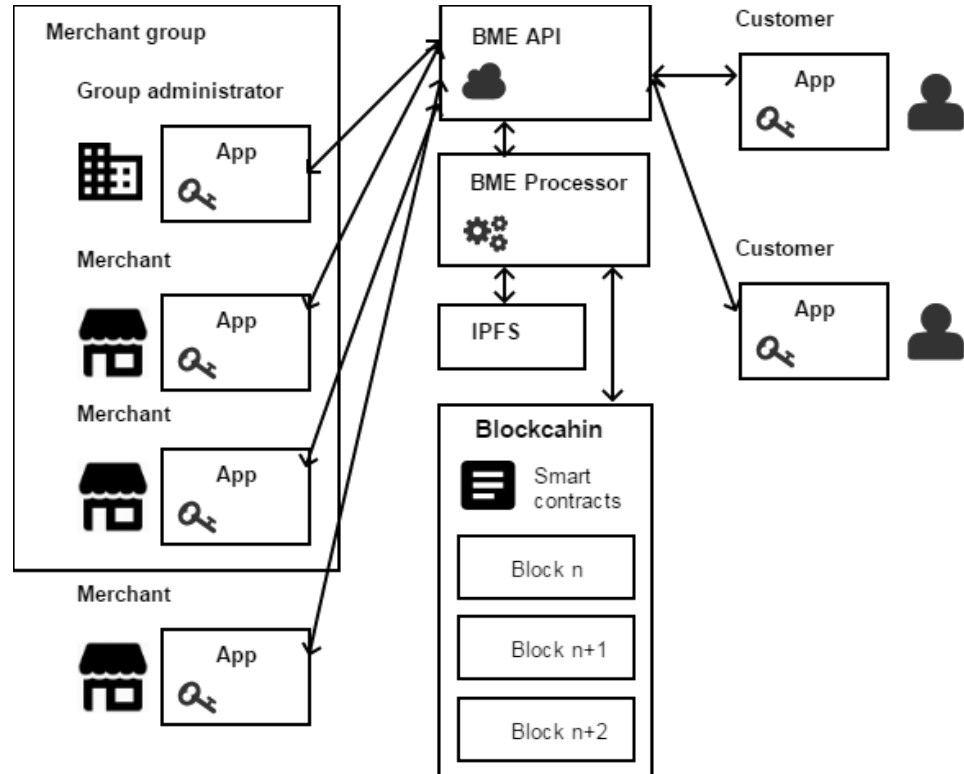 Merchant group
Group administrator
App
Merchant
App
Merchant
App
Merchant
App
BME API
BME Processor
IPFS
Blockcahin
Smart
contracts
Block n
Block n+1
Block n+2
Customer
App
Customer
App